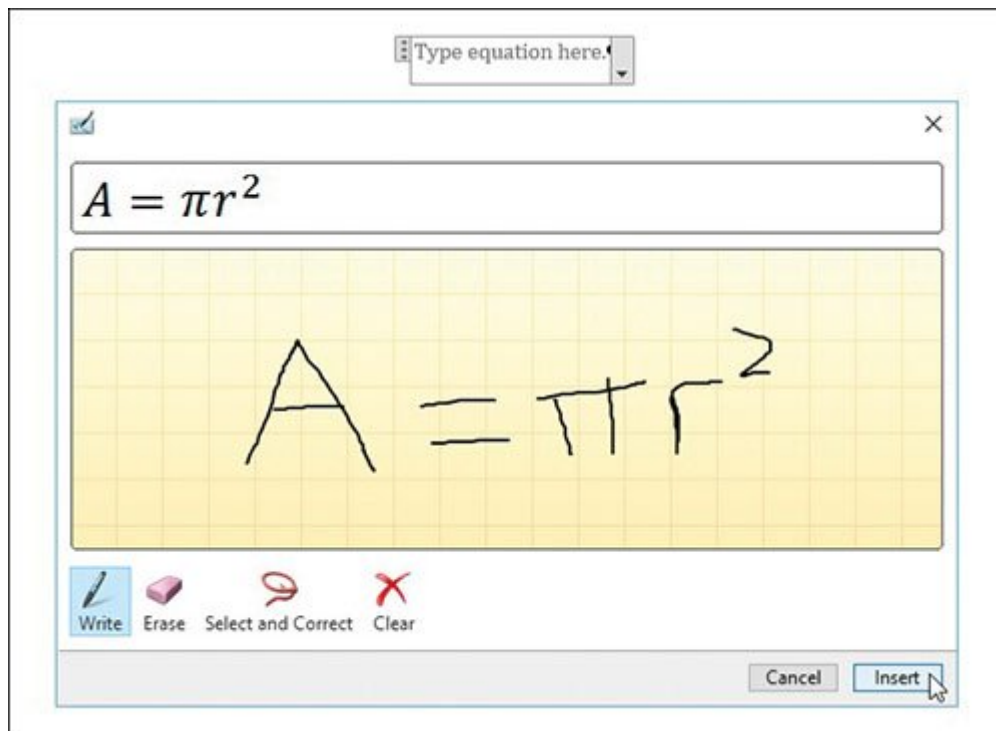 Type equation here.
A = πr²
A = πr²
Write Erase Select and Correct Clear
Cancel Insert